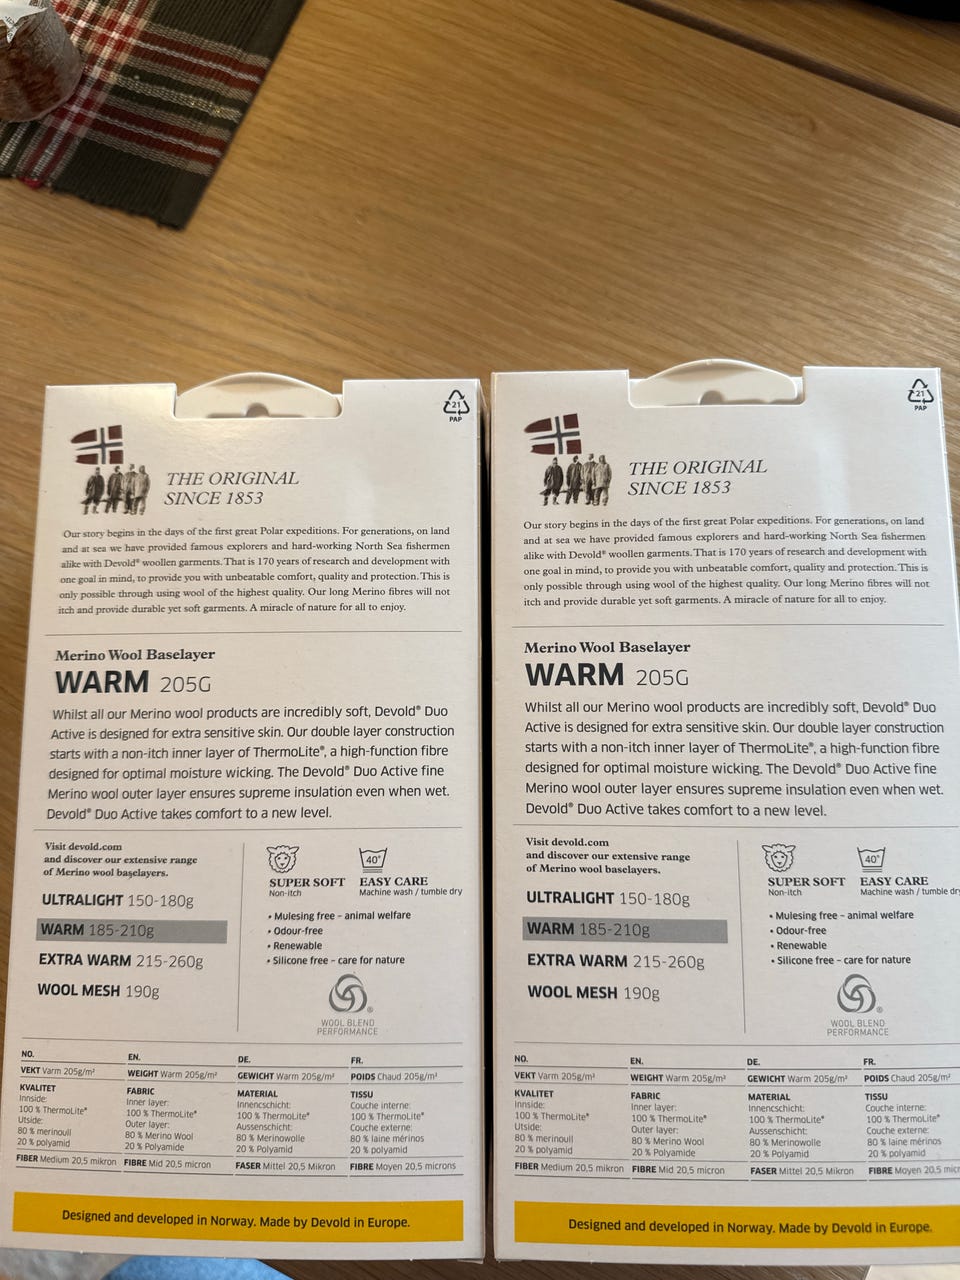 21
PAP
THE ORIGINAL
SINCE 1853
Our story begins in the days of the first great Polar expeditions. For generations, on land
and at sea we have provided famous explorers and hard-working North Sea fishermen
alike with Devold® woollen garments. That is 170 years of research and development with
one goal in mind, to provide you with unbeatable comfort, quality and protection. This is
only possible through using wool of the highest quality. Our long Merino fibres will not
itch and provide durable yet soft garments. A miracle of nature for all to enjoy.
Merino Wool Baselayer
WARM 205G
Whilst all our Merino wool products are incredibly soft, Devold® Duo
Active is designed for extra sensitive skin. Our double layer construction
starts with a non-itch inner layer of ThermoLite®, a high-function fibre
designed for optimal moisture wicking. The Devold® Duo Active fine
Merino wool outer layer ensures supreme insulation even when wet.
Devold® Duo Active takes comfort to a new level.
Visit devold.com
and discover our extensive range
of Merino wool baselayers.
ULTRALIGHT 150-180g
WARM 185-210g
EXTRA WARM 215-260g
WOOL MESH 190g
40°
SUPER SOFT
Non-itch
EASY CARE
Machine wash / tumble dry
• Mulesing free – animal welfare
• Odour-free
• Renewable
• Silicone free – care for nature
®
WOOL BLEND
PERFORMANCE
NO.
VEKT Varm 205g/m²
KVALITET
Innside:
100 % ThermoLite®
Utside:
80 % merinoull
20 % polyamid
FIBER Medium 20,5 mikron
EN.
WEIGHT Warm 205g/m²
FABRIC
Inner layer:
100 % ThermoLite®
Outer layer:
80 % Merino Wool
20 % Polyamide
FIBRE Mid 20,5 micron
DE.
GEWICHT Warm 205g/m²
MATERIAL
Innenschicht:
100 % ThermoLite®
Aussenschicht:
80 % Merinowolle
20 % Polyamid
FASER Mittel 20,5 Mikron
FR.
POIDS Chaud 205g/m²
TISSU
Couche interne:
100 % ThermoLite®
Couche externe:
80 % laine mérinos
20 % polyamid
FIBRE Moyen 20,5 microns
Designed and developed in Norway. Made by Devold in Europe.
21
PAP
THE ORIGINAL
SINCE 1853
Our story begins in the days of the first great Polar expeditions. For generations, on land
and at sea we have provided famous explorers and hard-working North Sea fishermen
alike with Devold® woollen garments. That is 170 years of research and development with
one goal in mind, to provide you with unbeatable comfort, quality and protection. This is
only possible through using wool of the highest quality. Our long Merino fibres will not
itch and provide durable yet soft garments. A miracle of nature for all to enjoy.
Merino Wool Baselayer
WARM 205G
Whilst all our Merino wool products are incredibly soft, Devold® Duo
Active is designed for extra sensitive skin. Our double layer construction
starts with a non-itch inner layer of ThermoLite®, a high-function fibre
designed for optimal moisture wicking. The Devold® Duo Active fine
Merino wool outer layer ensures supreme insulation even when wet.
Devold® Duo Active takes comfort to a new level.
Visit devold.com
and discover our extensive range
of Merino wool baselayers.
ULTRALIGHT 150-180g
WARM 185-210g
EXTRA WARM 215-260g
WOOL MESH 190g
40°
SUPER SOFT
Non-itch
EASY CARE
Machine wash / tumble dry
• Mulesing free – animal welfare
• Odour-free
• Renewable
• Silicone free – care for nature
®
WOOL BLEND
PERFORMANCE
NO.
VEKT Varm 205g/m²
KVALITET
Innside:
100 % ThermoLite®
Utside:
80 % merinoull
20 % polyamid
FIBER Medium 20,5 mikron
EN.
WEIGHT Warm 205g/m²
FABRIC
Inner layer:
100 % ThermoLite®
Outer layer:
80 % Merino Wool
20 % Polyamide
FIBRE Mid 20,5 micron
DE.
GEWICHT Warm 205g/m²
MATERIAL
Innenschicht:
100 % ThermoLite®
Aussenschicht:
80 % Merinowolle
20 % Polyamid
FASER Mittel 20,5 Mikron
FR.
POIDS Chaud 205g/m²
TISSU
Couche interne:
100 % ThermoLite®
Couche externe:
80 % laine mérinos
20 % polyamid
FIBRE Moyen 20,5
Designed and developed in Norway. Made by Devold in Europe.